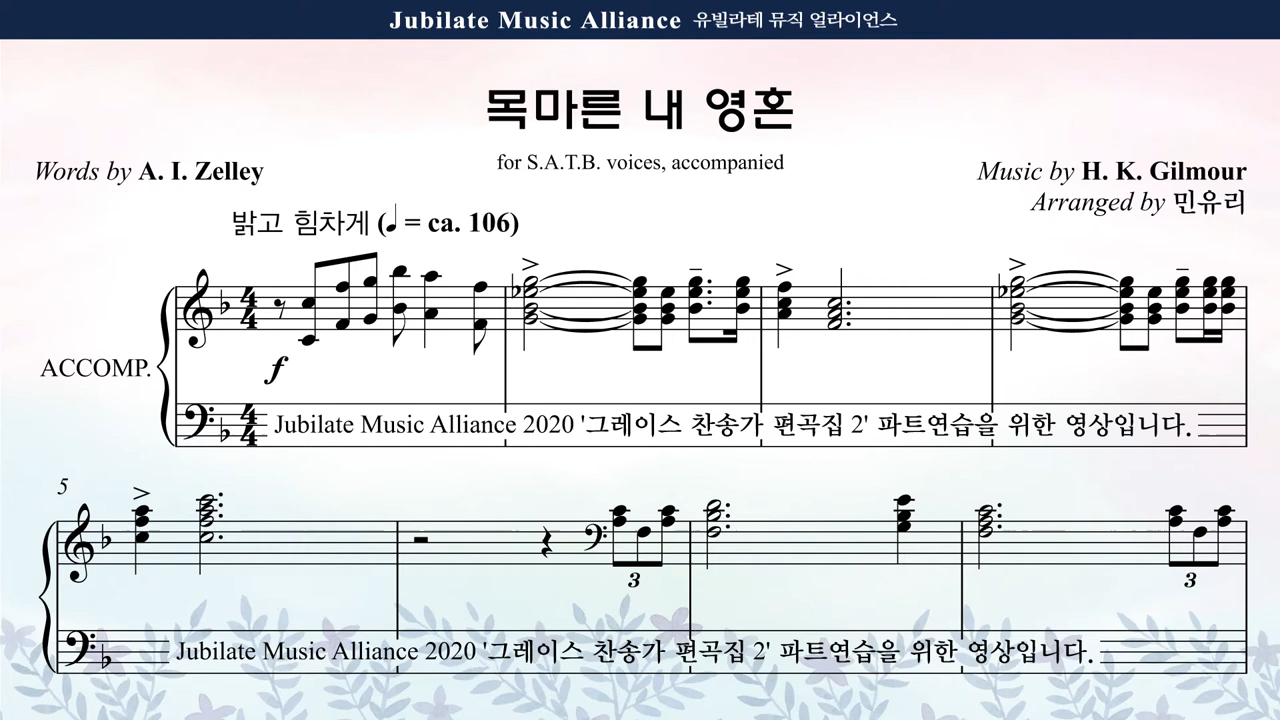 Jubilate Music Alliance 유빌라테 뮤직 얼라이언스
목마른 내 영혼
for S.A.T.B. voices, accompanied
Words by A. I. Zelley
Music by H. K. Gilmour
Arranged by 민유리
밝고 힘차게 (♩ = ca. 106)
ACCOMP.
f
Jubilate Music Alliance 2020 '그레이스 찬송가 편곡집 2' 파트연습을 위한 영상입니다.
5
3
3
Jubilate Music Alliance 2020 '그레이스 찬송가 편곡집 2' 파트연습을 위한 영상입니다.